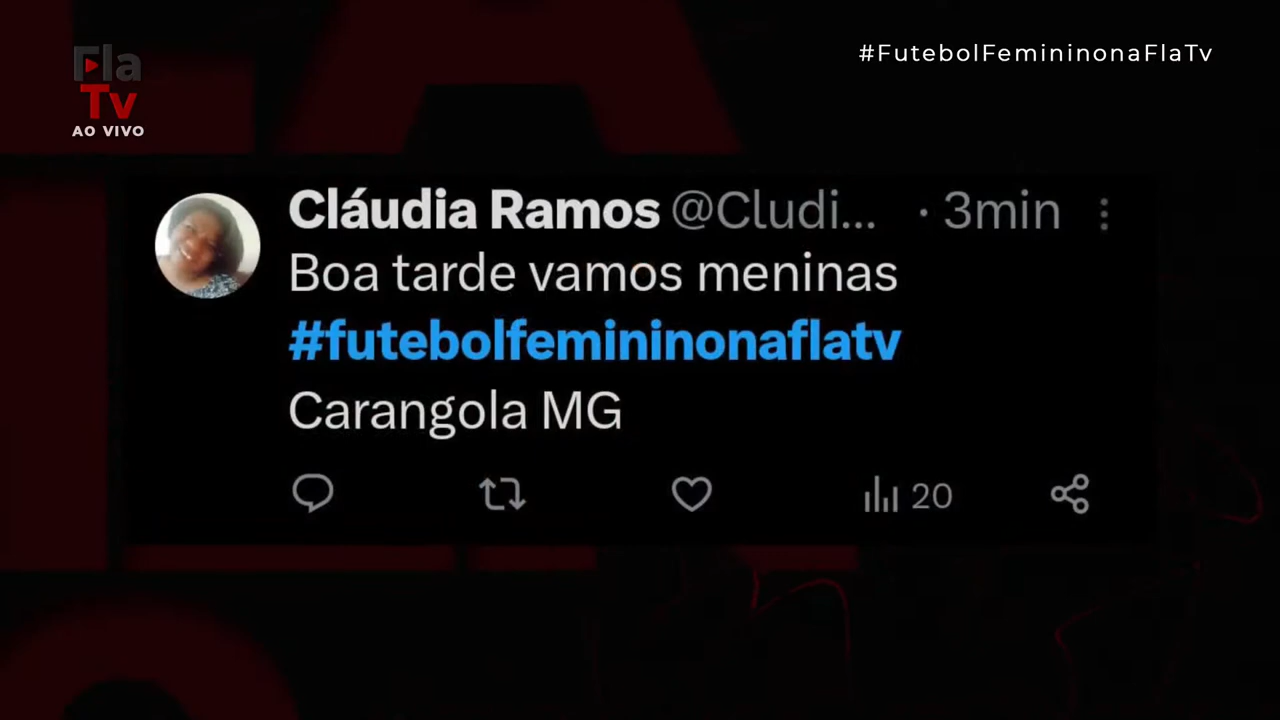 Fla
Tv
AO VIVO
#FutebolFemininonaFlaTv
Cláudia Ramos @Cludi... · 3min
Boa tarde vamos meninas
#futebolfemininonaflatv
Carangola MG
20